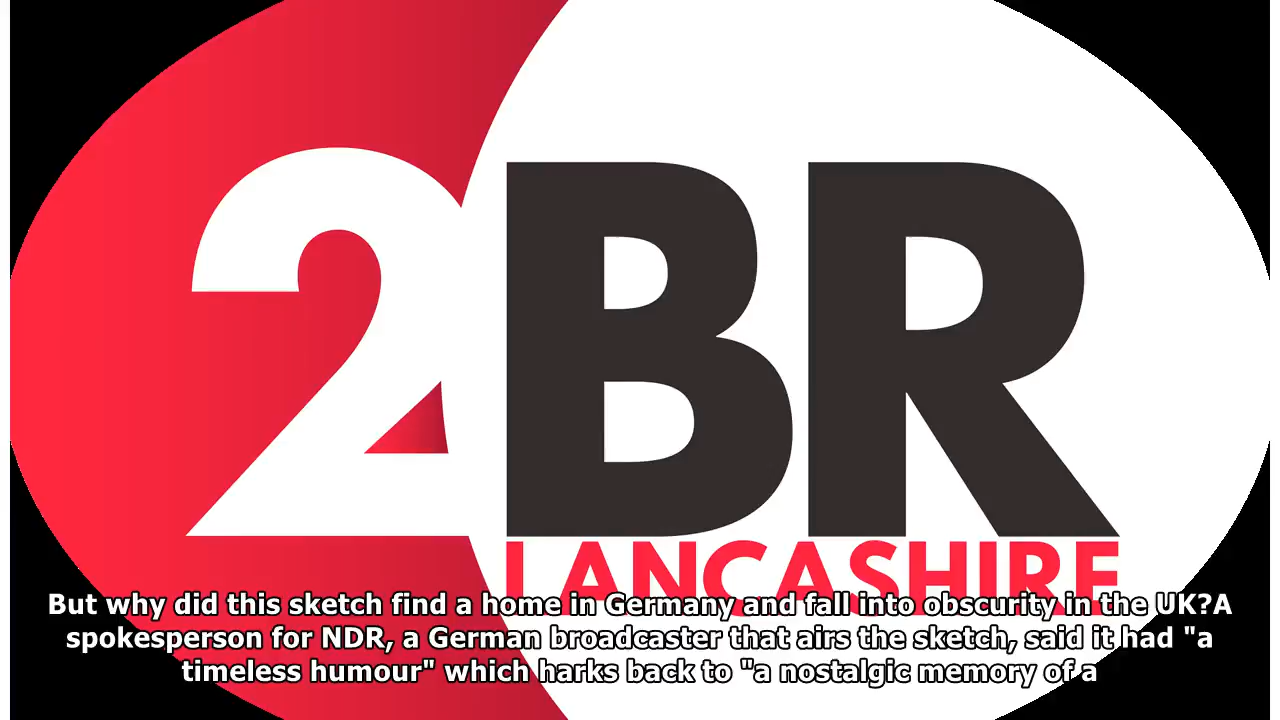 2BR
LANCASHIRE
But why did this sketch find a home in Germany and fall into obscurity in the UK?A
spokesperson for NDR, a German broadcaster that airs the sketch, said it had "a
timeless humour" which harks back to "a nostalgic memory of a